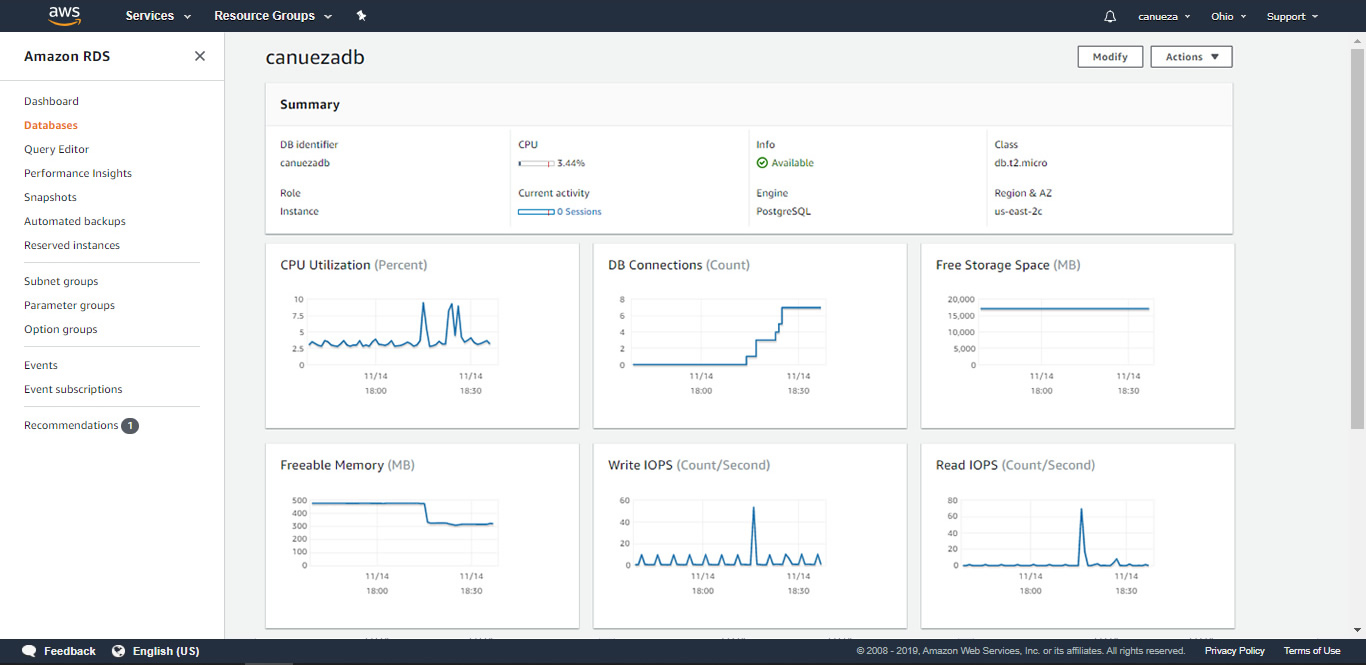 aws Services Resource Groups canueza Ohio Support
Amazon RDS
Dashboard
Databases
Query Editor
Performance Insights
Snapshots
Automated backups
Reserved instances
Subnet groups
Parameter groups
Option groups
Events
Event subscriptions
Recommendations 1
canuezadb
Modify Actions
Summary
DB identifier
canuezadb
Role
Instance
CPU
3.44%
Current activity
0 Sessions
Info
Available
Engine
PostgreSQL
Class
db.t2.micro
Region & AZ
us-east-2c
CPU Utilization (Percent)
10
7.5
5
2.5
0
11/14 11/14
18:00 18:30
DB Connections (Count)
8
6
4
2
0
11/14 11/14
18:00 18:30
Free Storage Space (MB)
20,000
15,000
10,000
5,000
0
11/14 11/14
18:00 18:30
Freeable Memory (MB)
500
400
300
200
100
0
11/14 11/14
18:00 18:30
Write IOPS (Count/Second)
60
40
20
0
11/14 11/14
18:00 18:30
Read IOPS (Count/Second)
80
60
40
20
0
11/14 11/14
18:00 18:30
Feedback English (US) © 2008 - 2019, Amazon Web Services, Inc. or its affiliates. All rights reserved. Privacy Policy Terms of Use